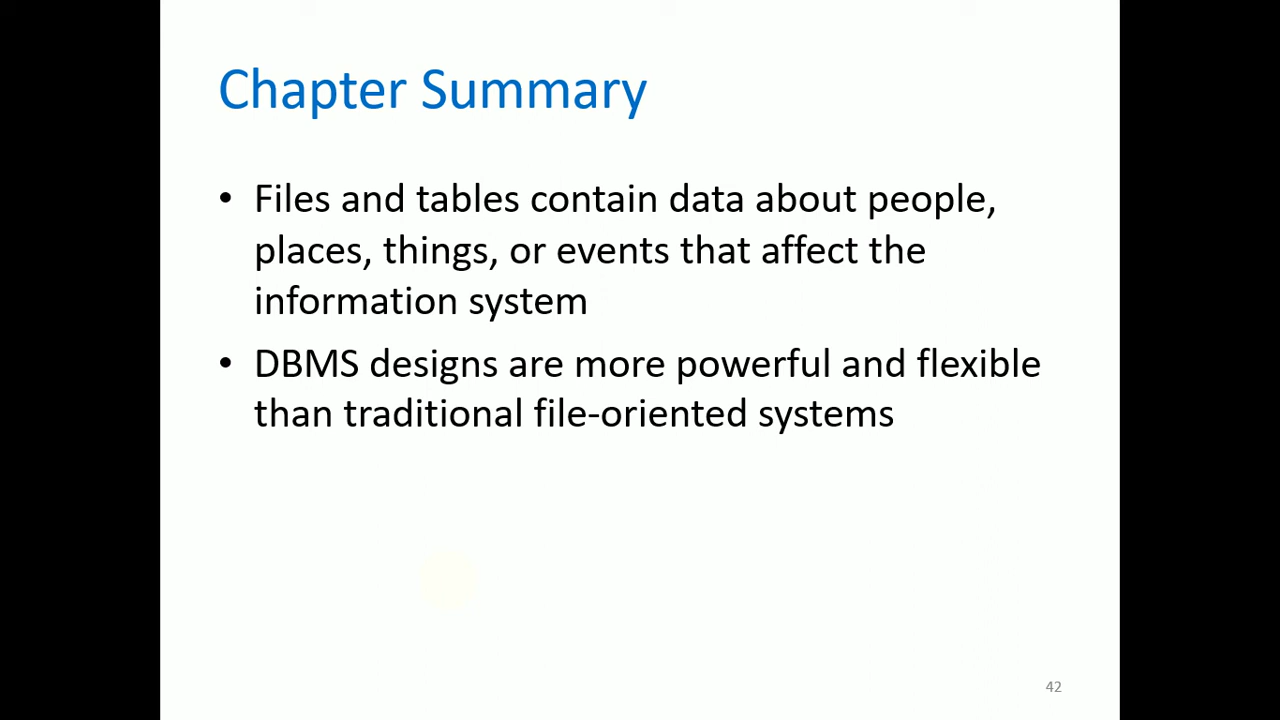 Chapter Summary
• Files and tables contain data about people,
places, things, or events that affect the
information system
• DBMS designs are more powerful and flexible
than traditional file-oriented systems
42